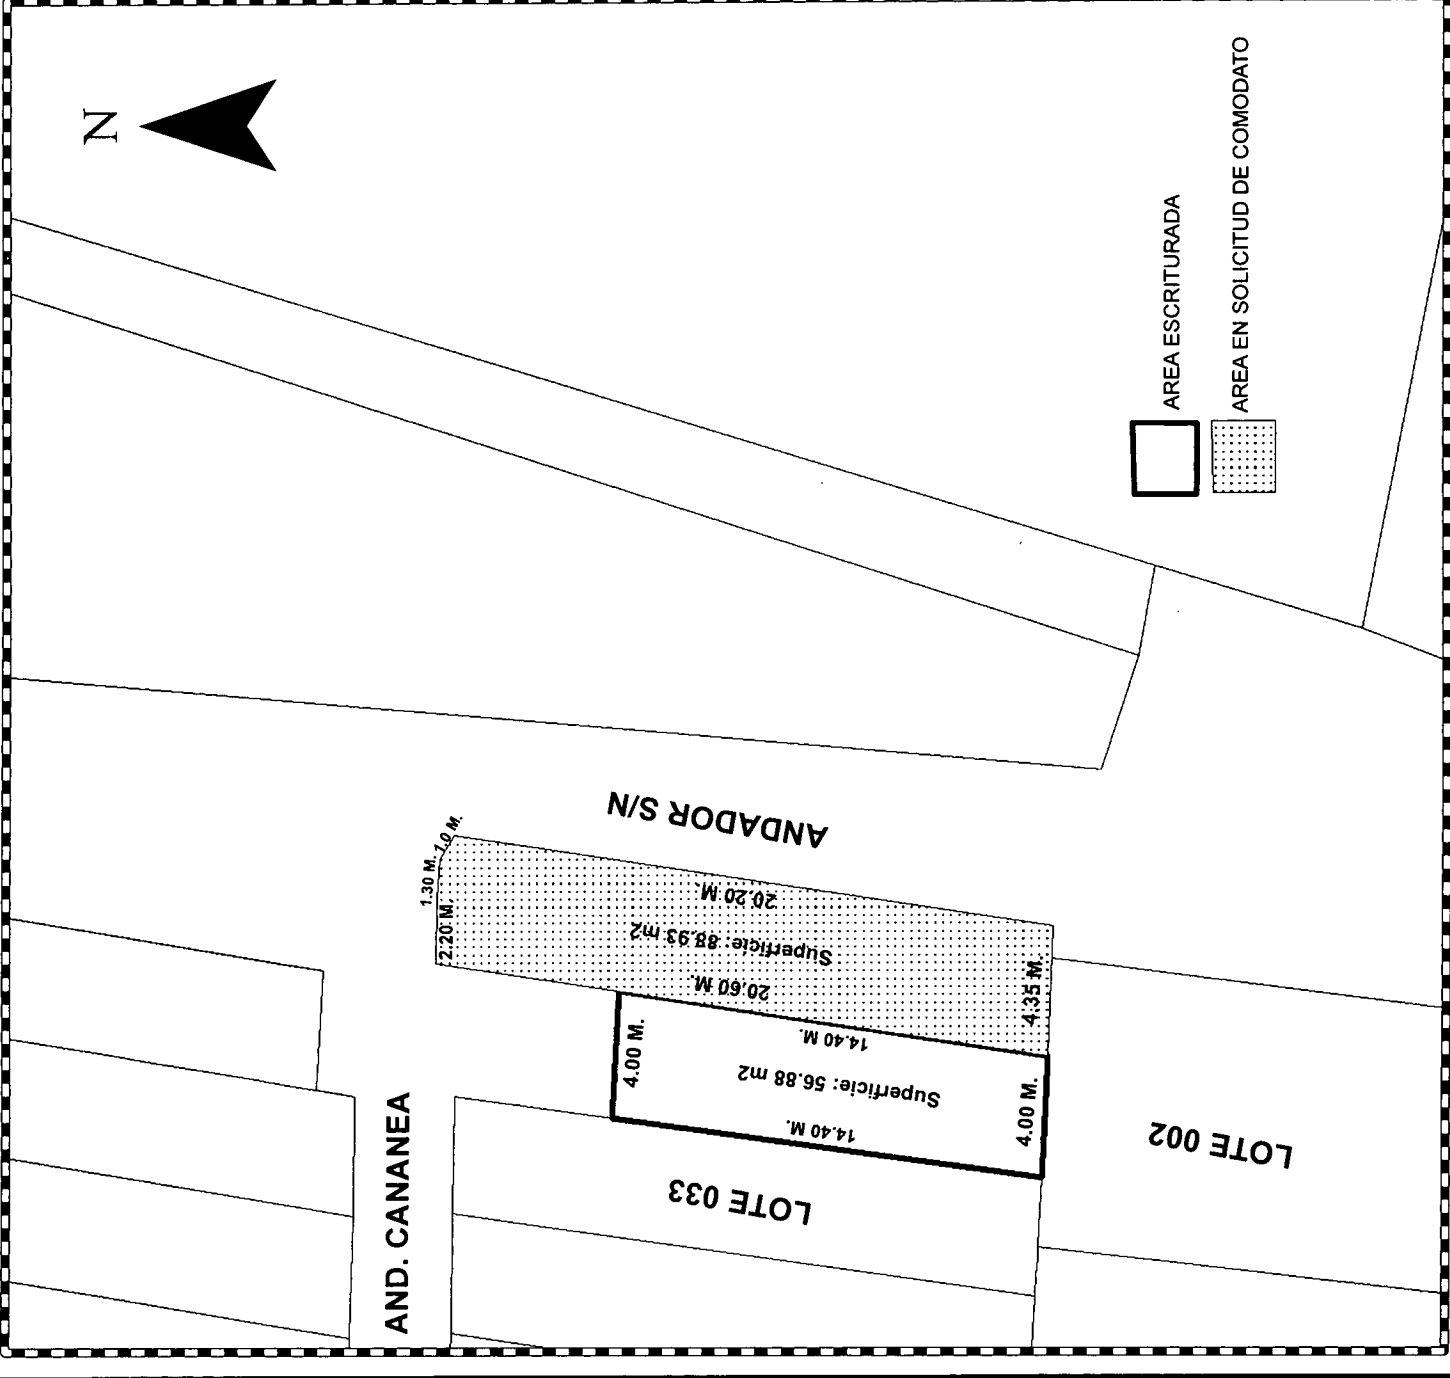 N
AREA ESCRITURADA
AREA EN SOLICITUD DE COMODATO
ANDADOR S/N
1.0 M.
1.30 M.
2.20 M.
20.20 M.
Superficie: 88.93 m2
20.60 M.
4.35 M.
4.00 M.
14.40 M.
Superficie: 56.88 m2
14.40 M.
4.00 M.
AND. CANANEA
LOTE 033
LOTE 002